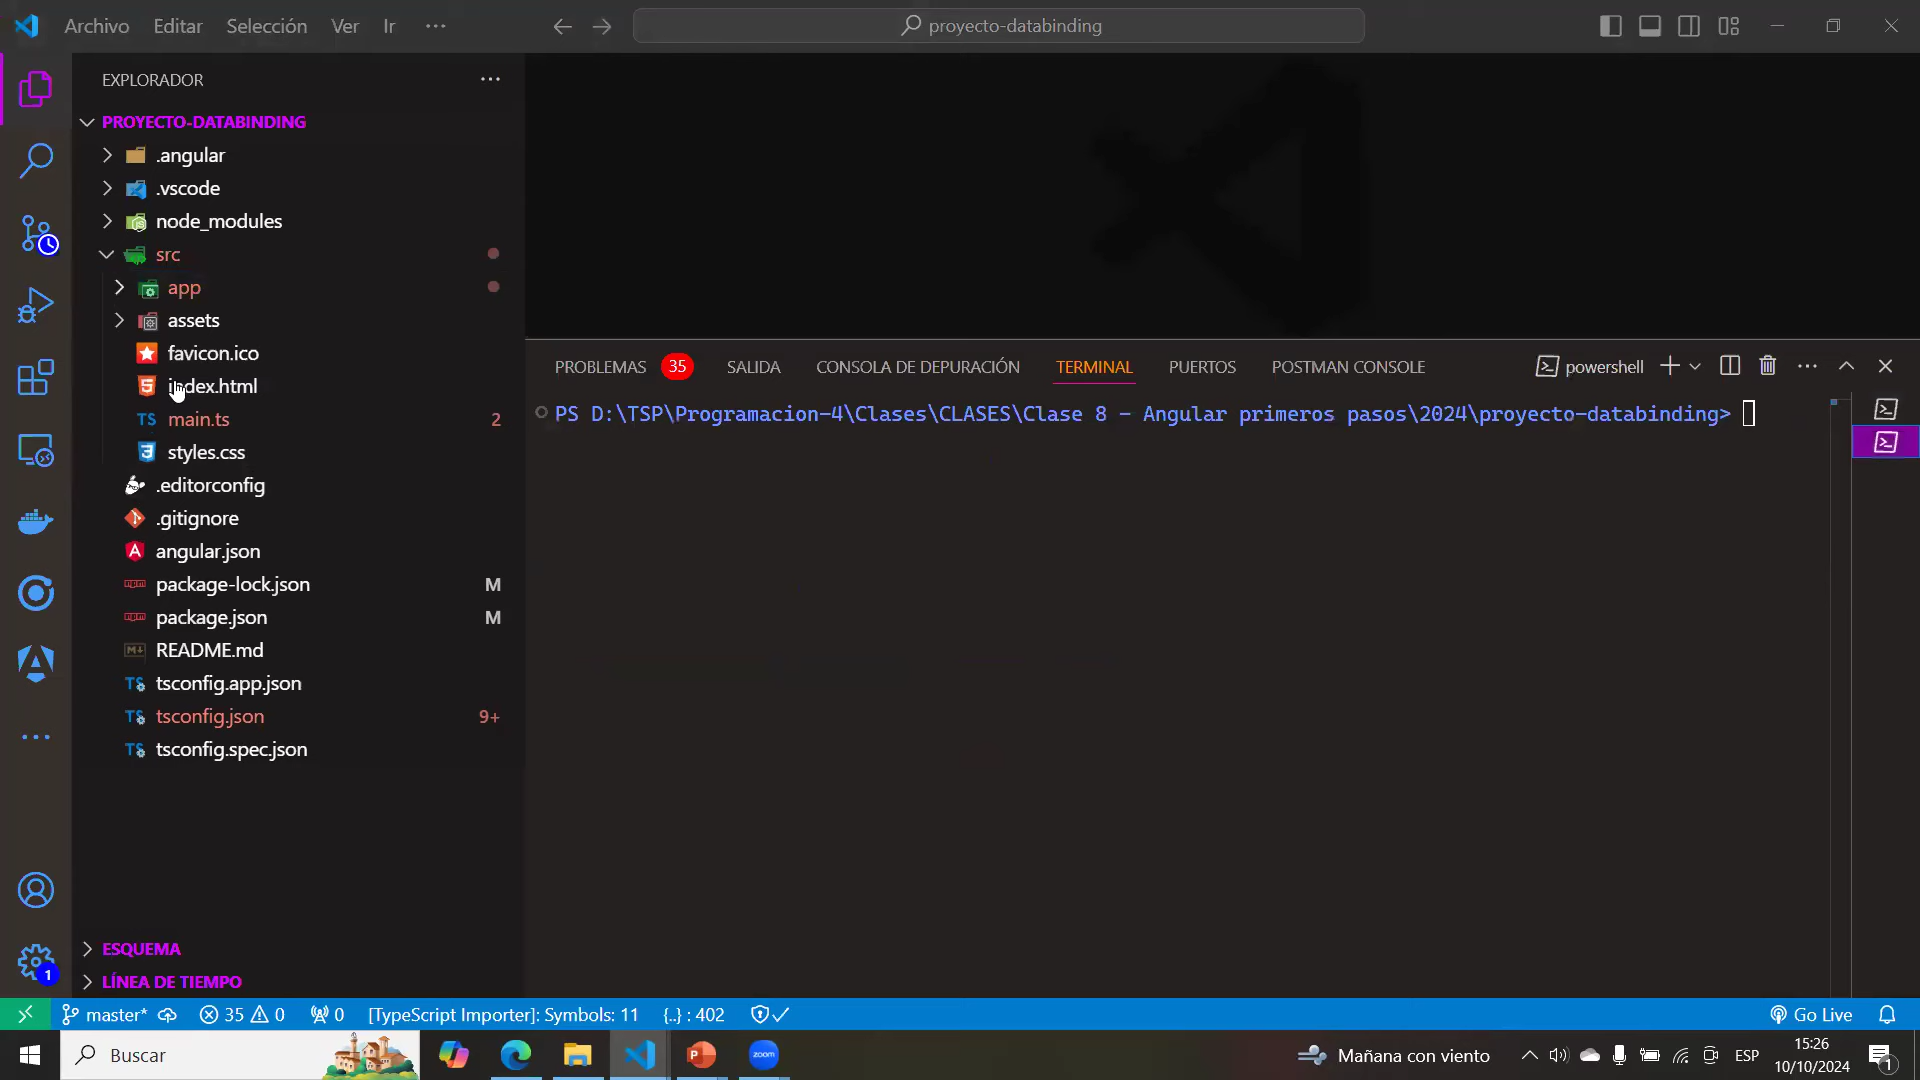 Archivo Editar Selección Ver Ir ···
proyecto-databinding
EXPLORADOR
PROYECTO-DATABINDING
.angular
.vscode
node_modules
src
app
assets
favicon.ico
index.html
main.ts 2
styles.css
.editorconfig
.gitignore
angular.json
package-lock.json M
package.json M
README.md
tsconfig.app.json
tsconfig.json 9+
tsconfig.spec.json
ESQUEMA
LÍNEA DE TIEMPO
1
PROBLEMAS 35 SALIDA CONSOLA DE DEPURACIÓN TERMINAL PUERTOS POSTMAN CONSOLE powershell
PS D:\TSP\Programacion-4\Clases\CLASES\Clase 8 - Angular primeros pasos\2024\proyecto-databinding>
master* 35 0 0 [TypeScript Importer]: Symbols: 11 {..} : 402 Go Live
Buscar
zoom
Mañana con viento
ESP
15:26
10/10/2024
1